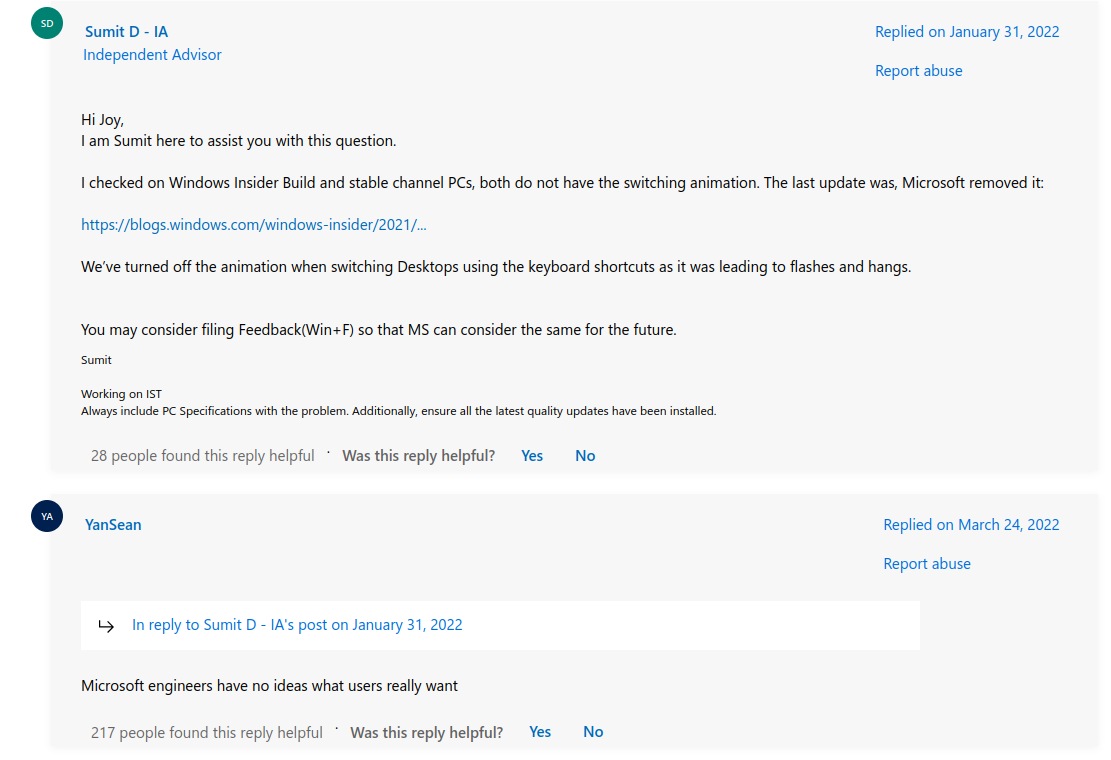 SD
Sumit D - IA
Replied on January 31, 2022
Independent Advisor
Report abuse
Hi Joy,
I am Sumit here to assist you with this question.
I checked on Windows Insider Build and stable channel PCs, both do not have the switching animation. The last update was, Microsoft removed it:
https://blogs.windows.com/windows-insider/2021/...
We’ve turned off the animation when switching Desktops using the keyboard shortcuts as it was leading to flashes and hangs.
You may consider filing Feedback(Win+F) so that MS can consider the same for the future.
Sumit
Working on IST
Always include PC Specifications with the problem. Additionally, ensure all the latest quality updates have been installed.
28 people found this reply helpful · Was this reply helpful? Yes No
YA
YanSean
Replied on March 24, 2022
Report abuse
In reply to Sumit D - IA's post on January 31, 2022
Microsoft engineers have no ideas what users really want
217 people found this reply helpful · Was this reply helpful? Yes No